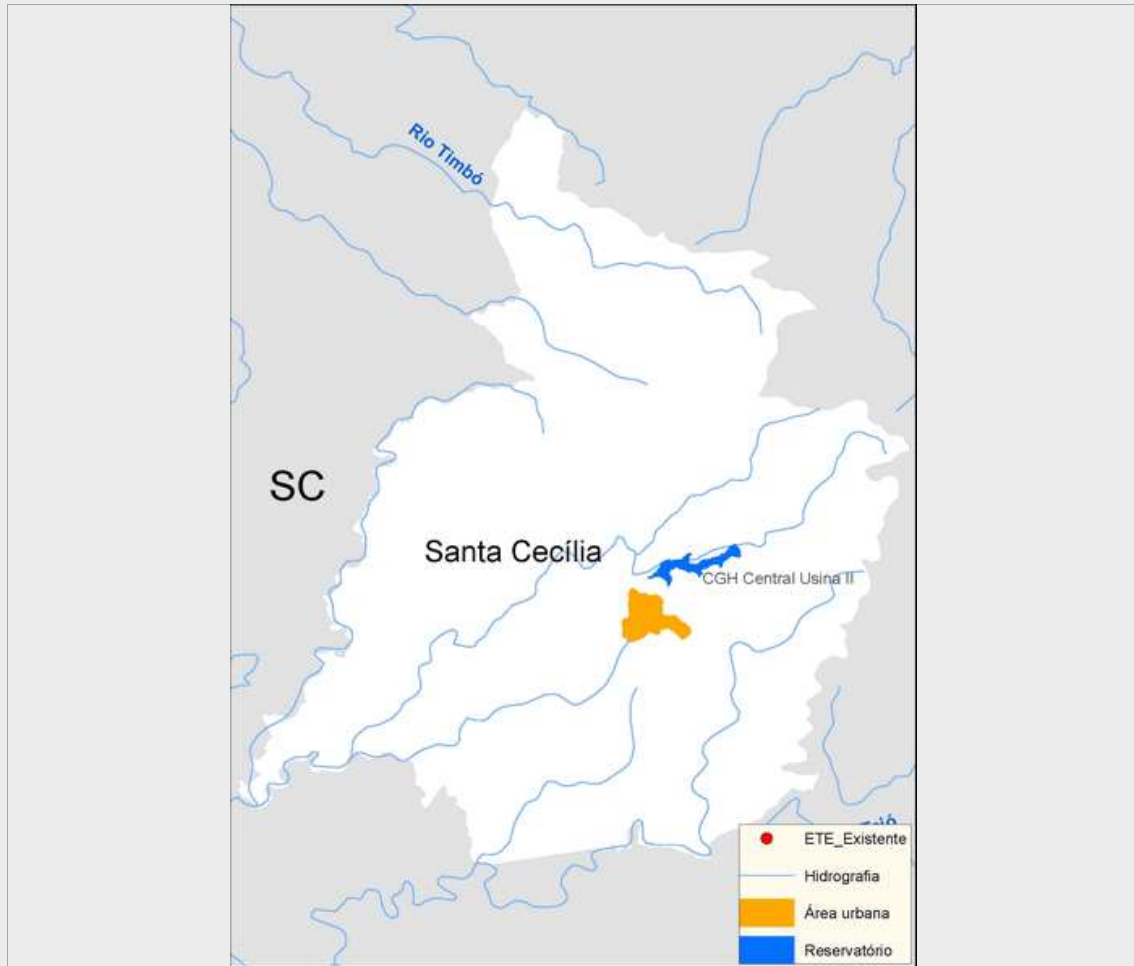 Rio Timbó
SC
Santa Cecília
CGH Central Usina II
ETE_Existente
Hidrografia
Área urbana
Reservatório